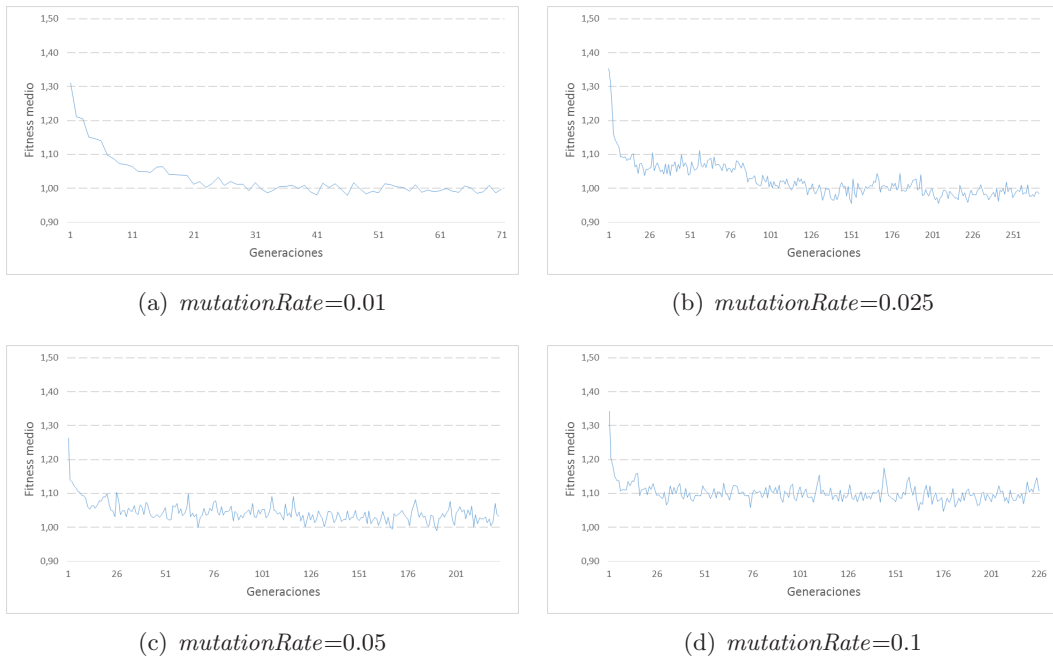 1,50
1,40
1,30
1,20
1,10
1,00
0,90
Fitness medio
1 11 21 31 41 51 61 71
Generaciones
(a) mutationRate=0.01
1,50
1,40
1,30
1,20
1,10
1,00
0,90
Fitness medio
1 26 51 76 101 126 151 176 201 226 251
Generaciones
(b) mutationRate=0.025
1,50
1,40
1,30
1,20
1,10
1,00
0,90
Fitness medio
1 26 51 76 101 126 151 176 201
Generaciones
(c) mutationRate=0.05
1,50
1,40
1,30
1,20
1,10
1,00
0,90
Fitness medio
1 26 51 76 101 126 151 176 201 226
Generaciones
(d) mutationRate=0.1